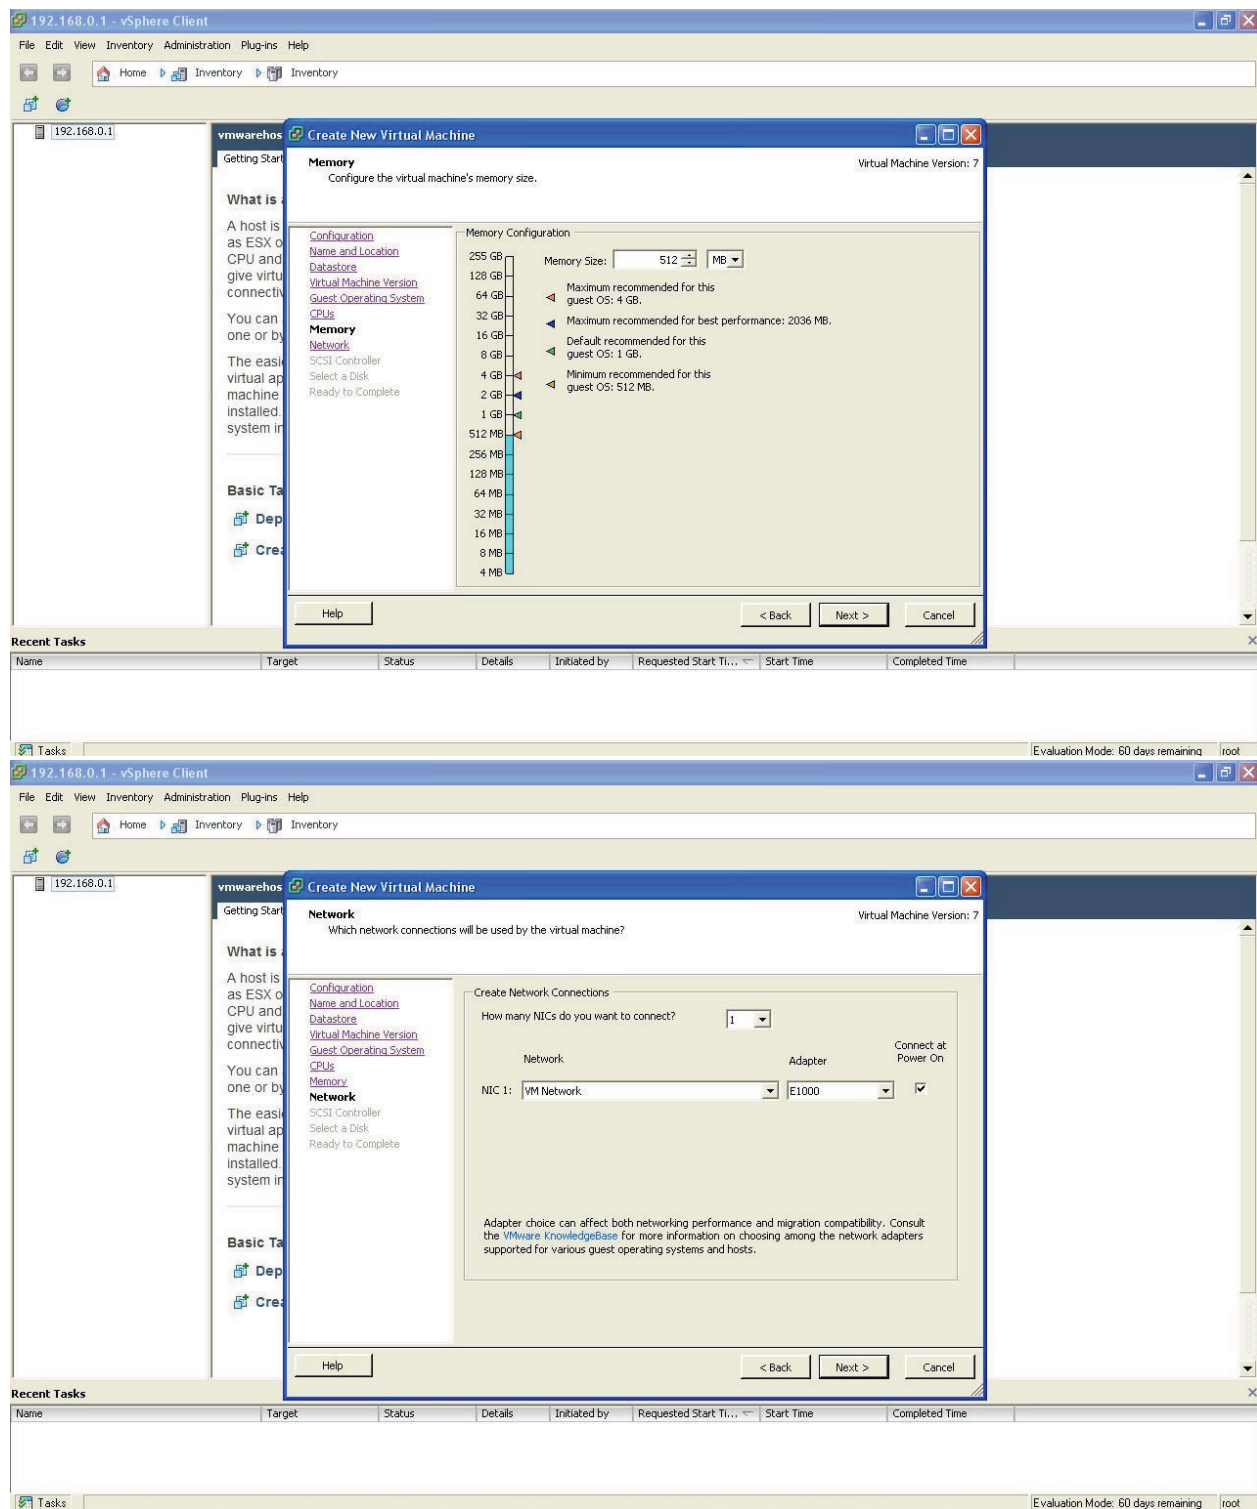 192.168.0.1 - vSphere Client
File Edit View Inventory Administration Plug-ins Help
Home Inventory Inventory
192.168.0.1
vmwarehos
Getting Start
What is
A host is
as ESX o
CPU and
give virtu
connectiv
You can
one or by
The easi
virtual ap
machine
installed.
system in
Basic Ta
Dep
Crea
Create New Virtual Machine
Memory
Virtual Machine Version: 7
Configure the virtual machine's memory size.
Configuration
Name and Location
Datastore
Virtual Machine Version
Guest Operating System
CPUs
Memory
Network
SCSI Controller
Select a Disk
Ready to Complete
Memory Configuration
255 GB
128 GB
64 GB
32 GB
16 GB
8 GB
4 GB
2 GB
1 GB
512 MB
256 MB
128 MB
64 MB
32 MB
16 MB
8 MB
4 MB
Memory Size: 512 MB
Maximum recommended for this
guest OS: 4 GB.
Maximum recommended for best performance: 2036 MB.
Default recommended for this
guest OS: 1 GB.
Minimum recommended for this
guest OS: 512 MB.
Help < Back Next > Cancel
Recent Tasks
Name Target Status Details Initiated by Requested Start Ti... Start Time Completed Time
Tasks Evaluation Mode: 60 days remaining root
192.168.0.1 - vSphere Client
File Edit View Inventory Administration Plug-ins Help
Home Inventory Inventory
192.168.0.1
vmwarehos
Getting Start
What is
A host is
as ESX o
CPU and
give virtu
connectiv
You can
one or by
The easi
virtual ap
machine
installed.
system in
Basic Ta
Dep
Crea
Create New Virtual Machine
Network
Virtual Machine Version: 7
Which network connections will be used by the virtual machine?
Configuration
Name and Location
Datastore
Virtual Machine Version
Guest Operating System
CPUs
Memory
Network
SCSI Controller
Select a Disk
Ready to Complete
Create Network Connections
How many NICs do you want to connect? 1
Network Adapter Connect at
Power On
NIC 1: VM Network E1000
Adapter choice can affect both networking performance and migration compatibility. Consult
the VMware KnowledgeBase for more information on choosing among the network adapters
supported for various guest operating systems and hosts.
Help < Back Next > Cancel
Recent Tasks
Name Target Status Details Initiated by Requested Start Ti... Start Time Completed Time
Tasks Evaluation Mode: 60 days remaining root